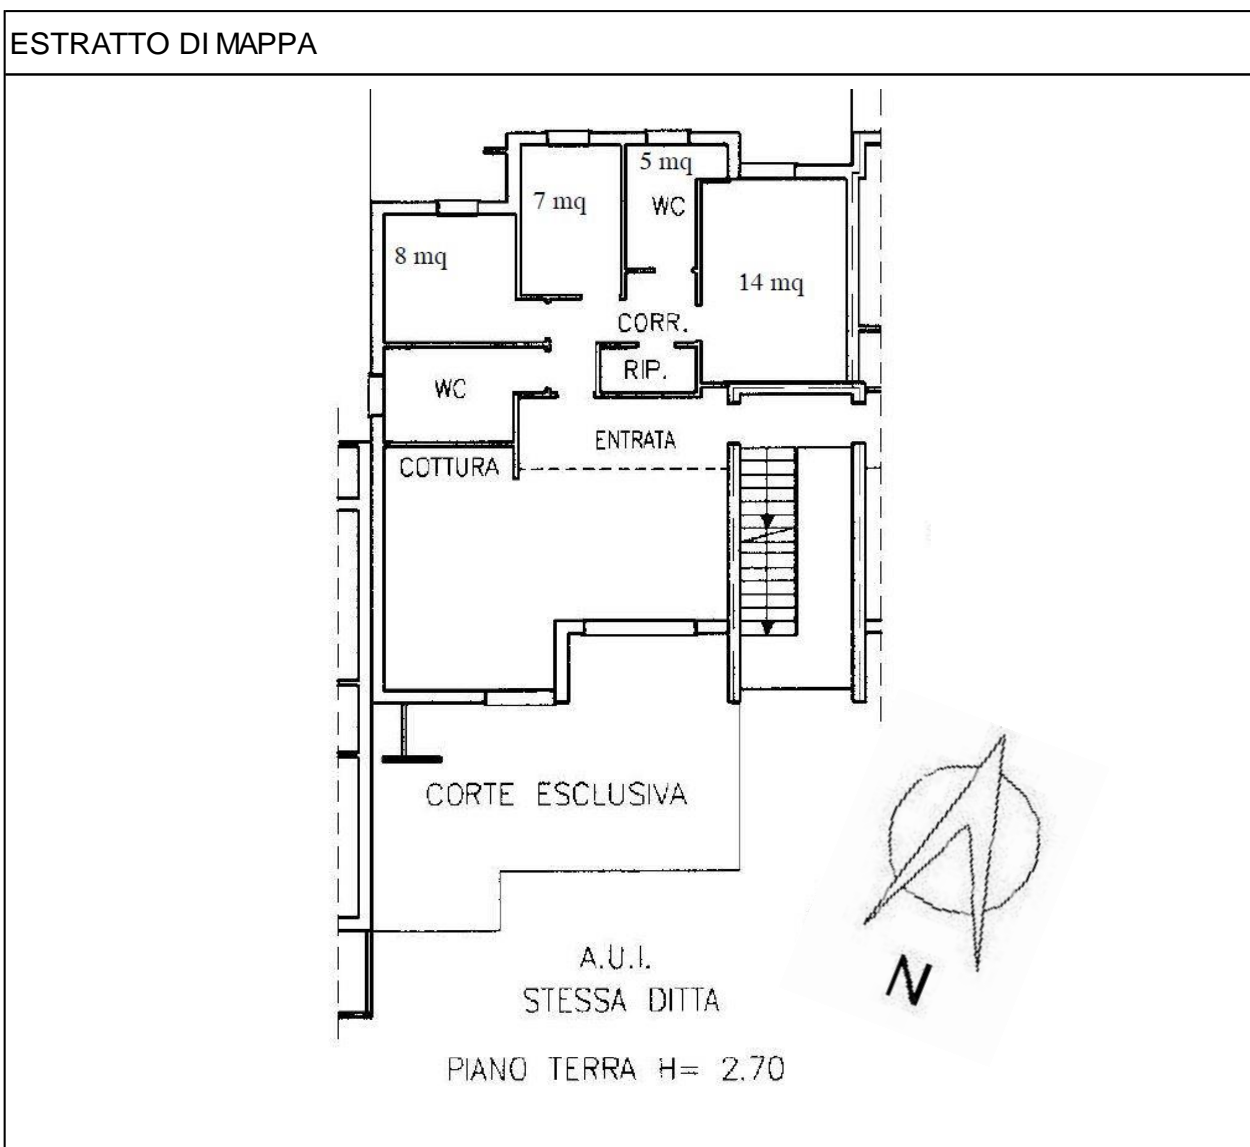 ESTRATTO DI MAPPA
5 mq
7 mq
WC
8 mq
14 mq
CORR.
RIP.
WC
ENTRATA
COTTURA
CORTE ESCLUSIVA
A.U.I.
STESSA DITTA
N
PIANO TERRA H= 2.70